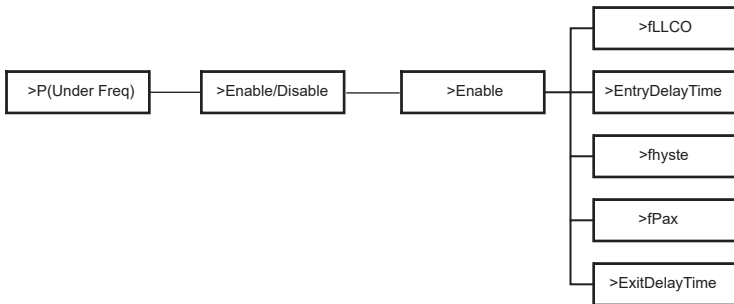 >fLLCO
>P(Under Freq)
>Enable/Disable
>Enable
>EntryDelayTime
>fhyste
>fPax
>ExitDelayTime